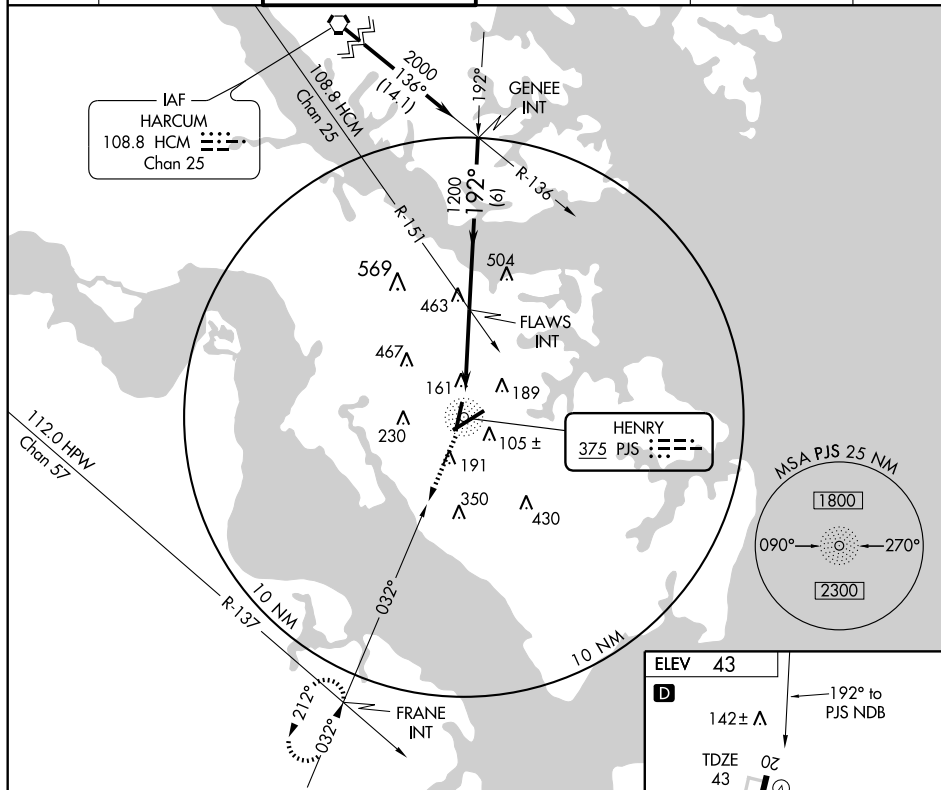 IAF
HARCUM
108.8 HCM
Chan 25
2000
136°
(14.1)
108.8 HCM
Chan 25
192°
GENEE
INT
R-136
1200
192°
(6)
R-151
569
504
463
FLAWS
INT
467
161
189
230
105 ±
HENRY
375 PJS
191
350
430
112.0 HPW
Chan 57
R-137
10 NM
10 NM
032°
212°
032°
FRANE
INT
MSA PJS 25 NM
1800
090°
270°
2300
ELEV 43
D
192° to
PJS NDB
142±
TDZE
43
20